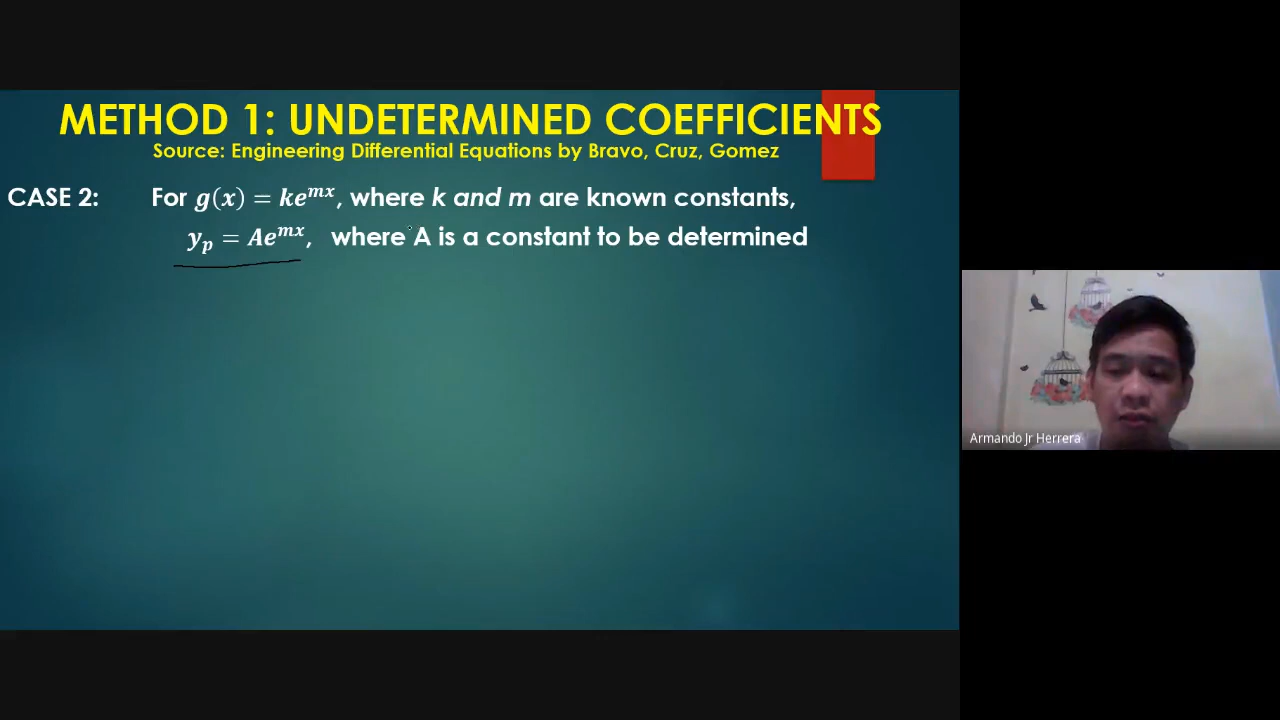 METHOD 1: UNDETERMINED COEFFICIENTS
Source: Engineering Differential Equations by Bravo, Cruz, Gomez
CASE 2: For g(x) = ke^{mx}, where k and m are known constants,
y_p = Ae^{mx}, where A is a constant to be determined
Armando Jr Herrera